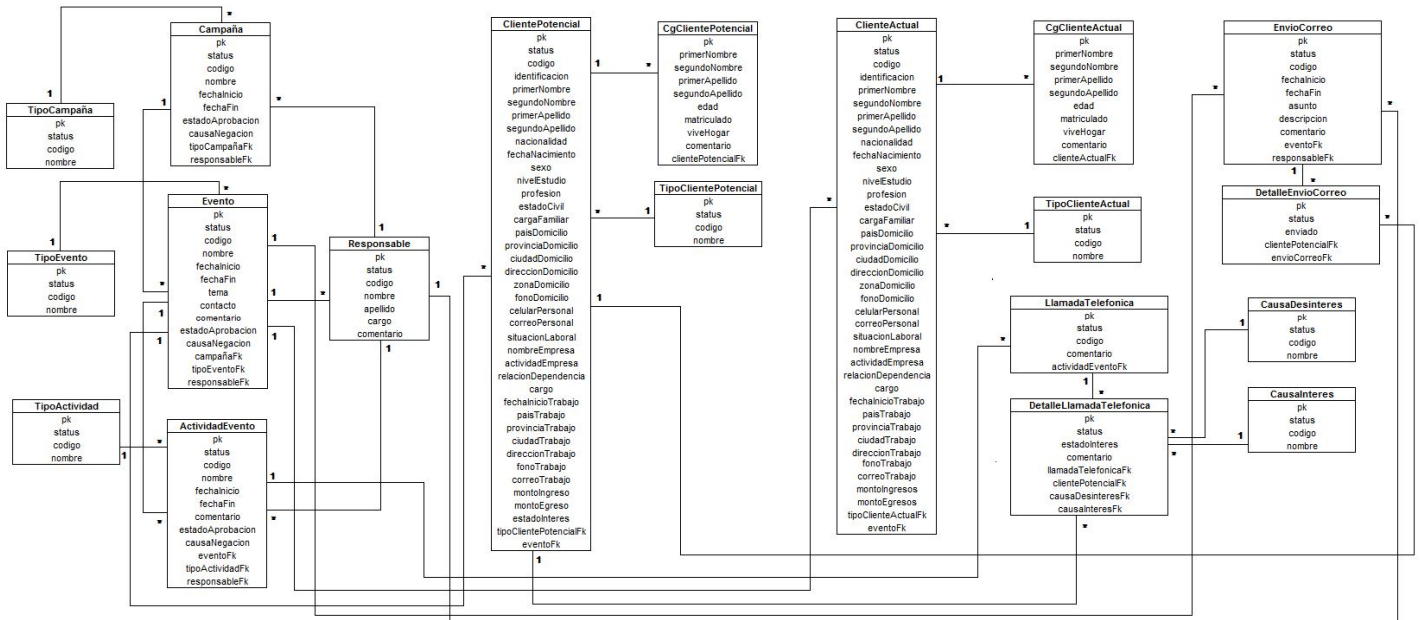 Campaña
pk
status
codigo
nombre
fechaInicio
fechaFin
estadoAprobacion
causaNegacion
tipoCampañaFk
responsableFk
TipoCampaña
pk
status
codigo
nombre
Evento
pk
status
codigo
nombre
fechaInicio
fechaFin
tema
contacto
comentario
estadoAprobacion
causaNegacion
campañaFk
tipoEventoFk
responsableFk
TipoEvento
pk
status
codigo
nombre
Responsable
pk
status
codigo
nombre
apellido
cargo
comentario
TipoActividad
pk
status
codigo
nombre
ActividadEvento
pk
status
codigo
nombre
fechaInicio
fechaFin
comentario
estadoAprobacion
causaNegacion
eventoFk
tipoActividadFk
responsableFk
ClientePotencial
pk
status
codigo
identificacion
primerNombre
segundoNombre
primerApellido
segundoApellido
nacionalidad
fechaNacimiento
sexo
nivelEstudio
profesion
estadoCivil
cargaFamiliar
paisDomicilio
provinciaDomicilio
ciudadDomicilio
direccionDomicilio
zonaDomicilio
fonoDomicilio
celularPersonal
correoPersonal
situacionLaboral
nombreEmpresa
actividadEmpresa
relacionDependencia
cargo
fechaInicioTrabajo
paisTrabajo
provinciaTrabajo
ciudadTrabajo
direccionTrabajo
fonoTrabajo
correoTrabajo
montoIngreso
montoEgreso
estadoInteres
tipoClientePotencialFk
eventoFk
CgClientePotencial
pk
primerNombre
segundoNombre
primerApellido
segundoApellido
edad
matriculado
viveHogar
comentario
clientePotencialFk
TipoClientePotencial
pk
status
codigo
nombre
ClienteActual
pk
status
codigo
identificacion
primerNombre
segundoNombre
primerApellido
segundoApellido
nacionalidad
fechaNacimiento
sexo
nivelEstudio
profesion
estadoCivil
cargaFamiliar
paisDomicilio
provinciaDomicilio
ciudadDomicilio
direccionDomicilio
zonaDomicilio
fonoDomicilio
celularPersonal
correoPersonal
situacionLaboral
nombreEmpresa
actividadEmpresa
relacionDependencia
cargo
fechaInicioTrabajo
paisTrabajo
provinciaTrabajo
ciudadTrabajo
direccionTrabajo
fonoTrabajo
correoTrabajo
montoIngresos
montoEgresos
tipoClienteActualFk
eventoFk
CgClienteActual
pk
primerNombre
segundoNombre
primerApellido
segundoApellido
edad
matriculado
viveHogar
comentario
clienteActualFk
TipoClienteActual
pk
status
codigo
nombre
EnvioCorreo
pk
status
codigo
fechaInicio
fechaFin
asunto
descripcion
comentario
eventoFk
responsableFk
DetalleEnvioCorreo
pk
status
enviado
clientePotencialFk
envioCorreoFk
LlamadaTelefonica
pk
status
codigo
comentario
actividadEventoFk
CausaDesinteres
pk
status
codigo
nombre
DetalleLlamadaTelefonica
pk
status
estadoInteres
comentario
llamadaTelefonicaFk
clientePotencialFk
causaDesinteresFk
causaInteresFk
CausaInteres
pk
status
codigo
nombre